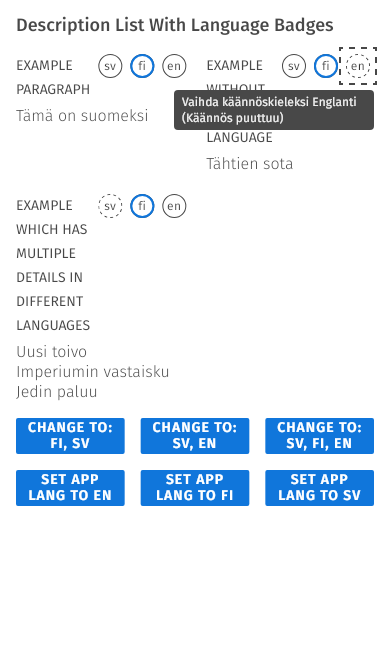 Description List With Language Badges
EXAMPLE
PARAGRAPH
sv fi en
Tämä on suomeksi
EXAMPLE
WITHOUT
LANGUAGE
sv fi en
Vaihda käännöskieleksi Englanti
(Käännös puuttuu)
Tähtien sota
EXAMPLE
WHICH HAS
MULTIPLE
DETAILS IN
DIFFERENT
LANGUAGES
sv fi en
Uusi toivo
Imperiumin vastaisku
Jedin paluu
CHANGE TO:
FI, SV
CHANGE TO:
SV, EN
CHANGE TO:
SV, FI, EN
SET APP
LANG TO EN
SET APP
LANG TO FI
SET APP
LANG TO SV